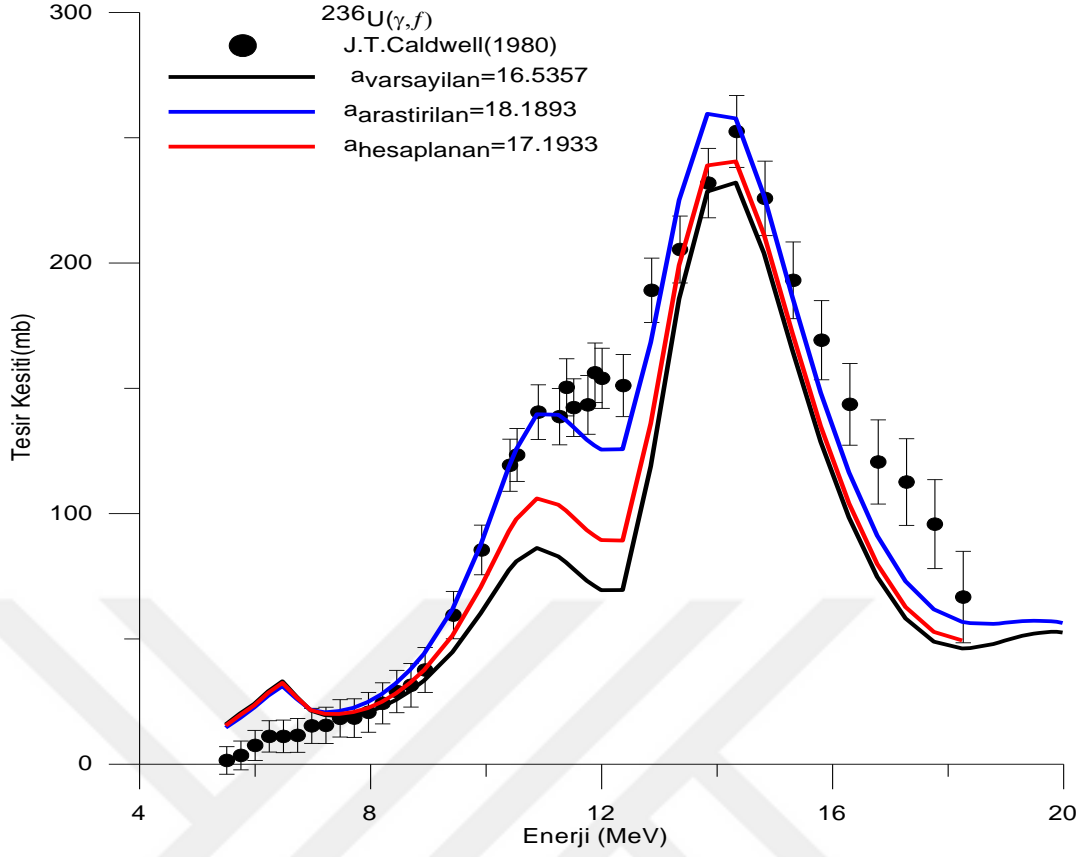 236U(γ,f)
J.T.Caldwell(1980)
avarsayilan=16.5357
aarastirilan=18.1893
ahesaplanan=17.1933
300
200
100
0
Tesir Kesiti(mb)
4 8 12 16 20
Enerji (MeV)